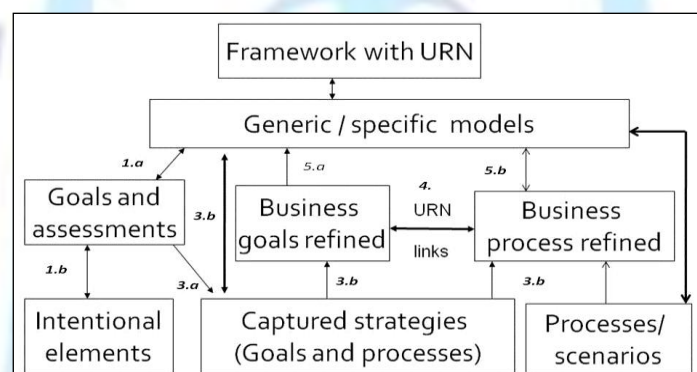 Framework with URN
Generic / specific models
1.a
5.a
5.b
4.
Goals and
assessments
3.b
Business
goals refined
URN
links
Business
process refined
1.b
3.a
3.b
3.b
Intentional
elements
Captured strategies
(Goals and processes)
Processes/
scenarios